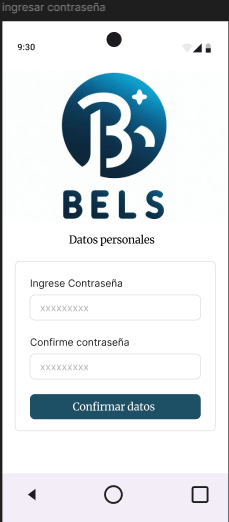 ingresar contraseña
9:30
B
BELS
Datos personales
Ingrese Contraseña
xxxxxxxxx
Confirme contraseña
xxxxxxxxx
Confirmar datos